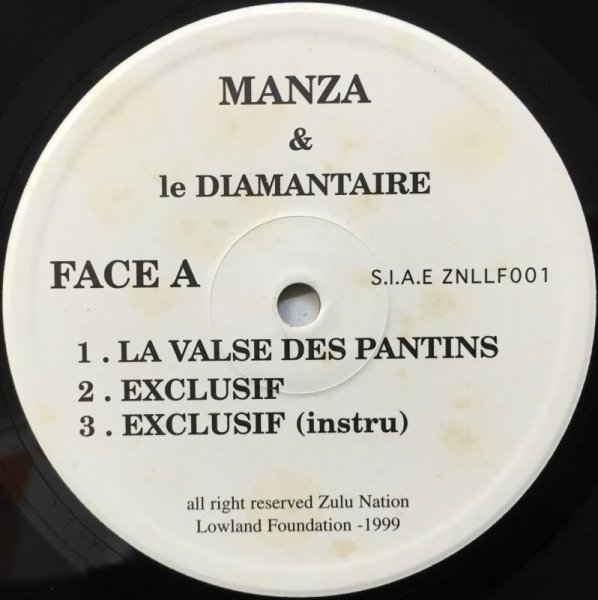 MANZA
&
le DIAMANTAIRE
FACE A
S.I.A.E ZNLLF001
1 . LA VALSE DES PANTINS
2 . EXCLUSIF
3 . EXCLUSIF (instru)
all right reserved Zulu Nation
Lowland Foundation -1999